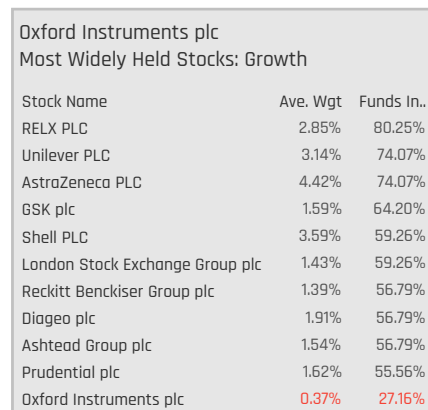 Oxford Instruments plc
Most Widely Held Stocks: Growth
Stock Name Ave. Wgt Funds In..
RELX PLC 2.85% 80.25%
Unilever PLC 3.14% 74.07%
AstraZeneca PLC 4.42% 74.07%
GSK plc 1.59% 64.20%
Shell PLC 3.59% 59.26%
London Stock Exchange Group plc 1.43% 59.26%
Reckitt Benckiser Group plc 1.39% 56.79%
Diageo plc 1.91% 56.79%
Ashtead Group plc 1.54% 56.79%
Prudential plc 1.62% 55.56%
Oxford Instruments plc 0.37% 27.16%